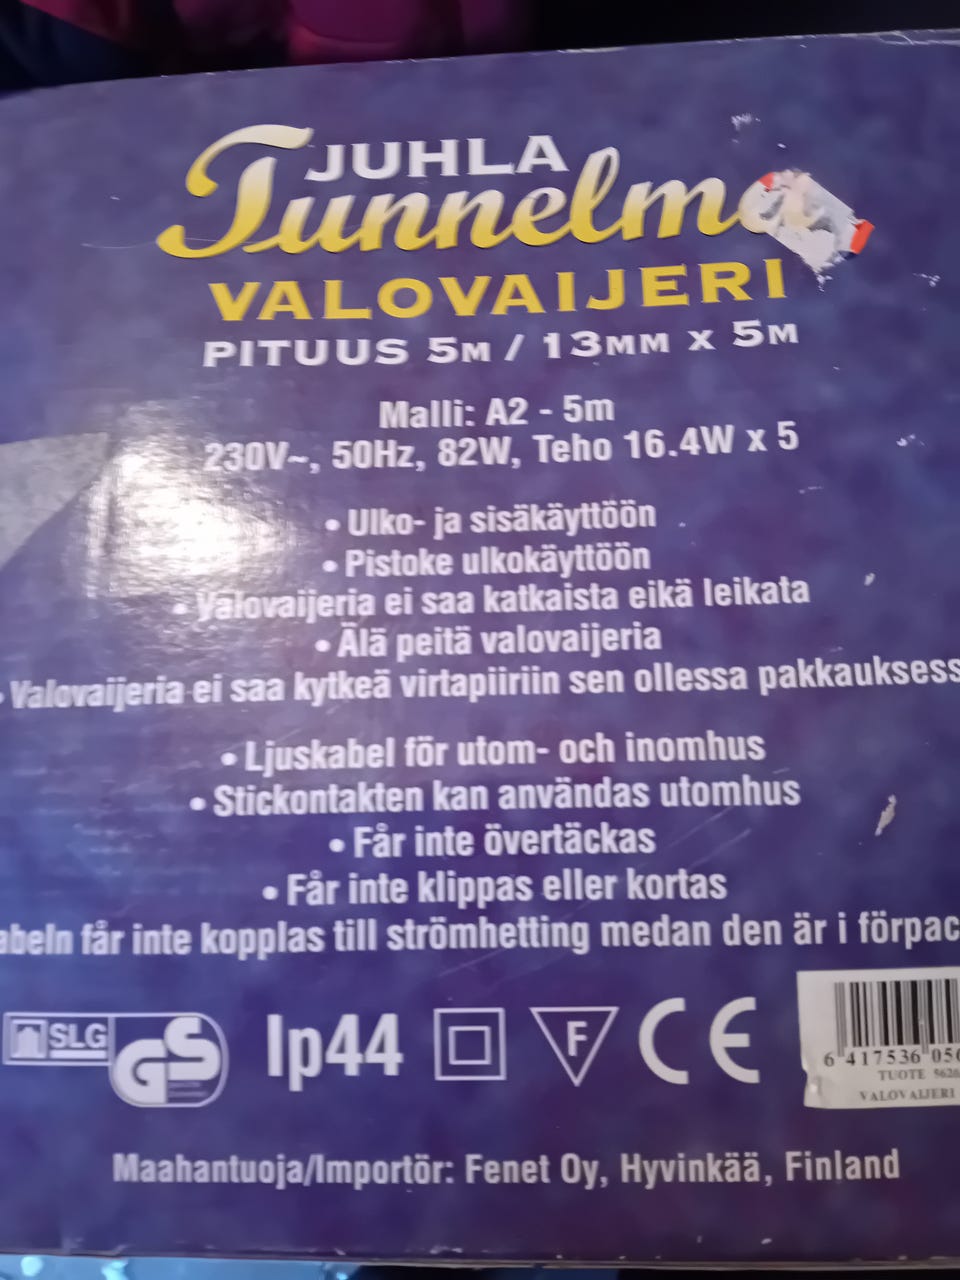 JUHLA
Tunnelma
VALOVAIJERI
PITUUS 5M / 13MM X 5M
Malli: A2 - 5m
230V~, 50Hz, 82W, Teho 16.4W x 5
• Ulko- ja sisäkäyttöön
• Pistoke ulkokäyttöön
• Valovaijeria ei saa katkaista eikä leikata
• Älä peitä valovaijeria
• Valovaijeria ei saa kytkeä virtapiiriin sen ollessa pakkauksess
• Ljuskabel för utom- och inomhus
• Stickontakten kan användas utomhus
• Får inte övertäckas
• Får inte klippas eller kortas
abeln får inte kopplas till strömhetting medan den är i förpac
SLG GS Ip44 F CE
6 417536 05
TUOTE 5626
VALOVAIJERI
Maahantuoja/Importör: Fenet Oy, Hyvinkää, Finland